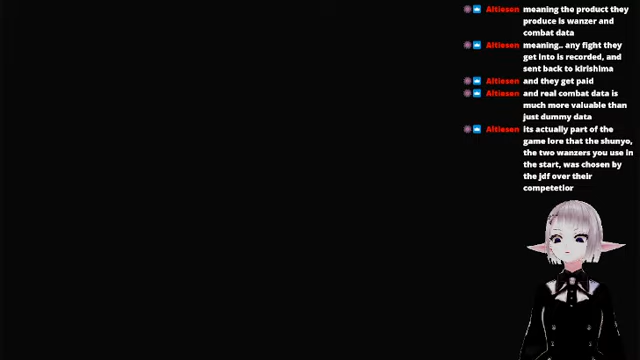 Altiesen meaning the product they
produce is wanzer and
combat data
Altiesen meaning.. any fight they
get into is recorded, and
sent back to kirishima
Altiesen and they get paid
Altiesen and real combat data is
much more valuable than
just dummy data
Altiesen its actually part of the
game lore that the shunyo,
the two wanzers you use in
the start, was chosen by
the jdf over their
competetior